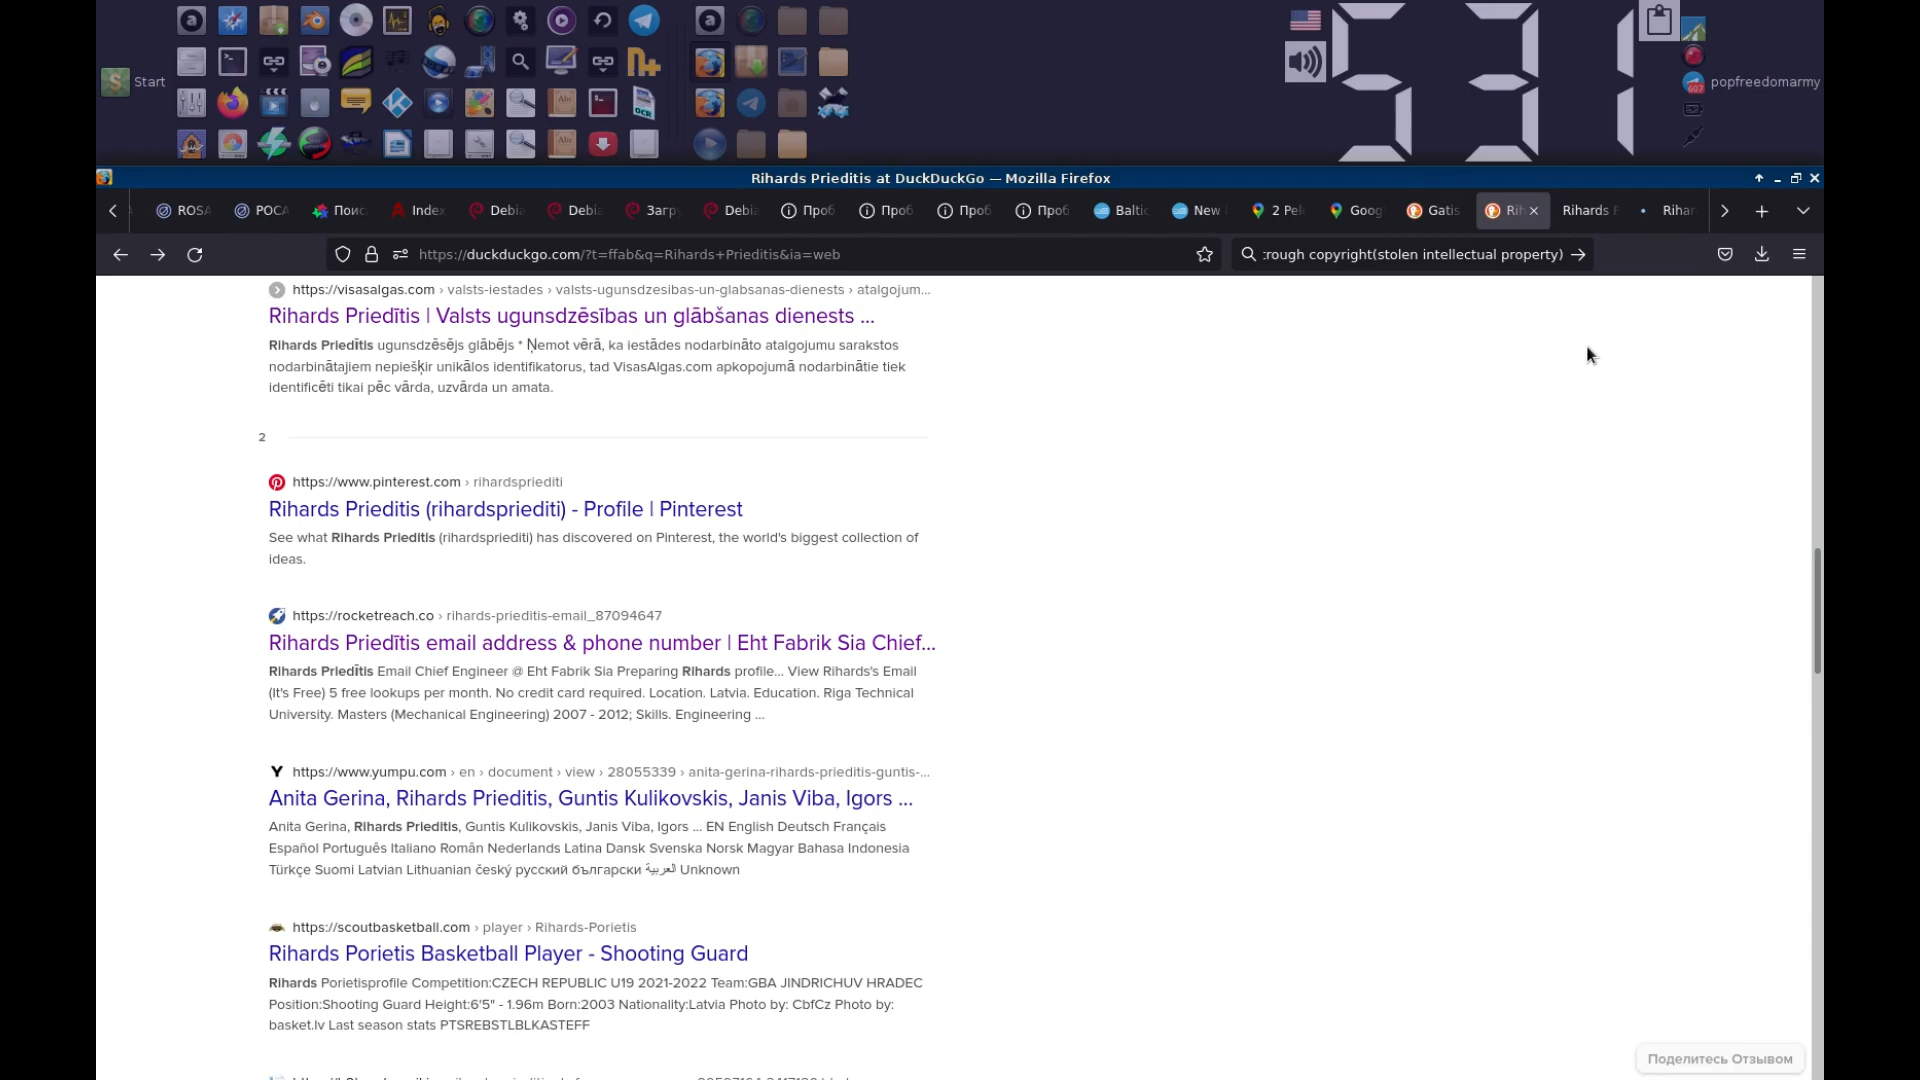 Start
531
popfreedomarmy
Rihards Prieditis at DuckDuckGo — Mozilla Firefox
ROSA
РОСА
Поис
Index
Debia
Debia
Загру
Debia
Проб
Проб
Проб
Проб
Baltic
New
2 Pek
Goog
Gatis
Rih
Rihards P
Rihar
https://duckduckgo.com/?t=ffab&q=Rihards+Prieditis&ia=web
:rough copyright(stolen intellectual property)
https://visasalgas.com › valsts-iestades › valsts-ugunsdzesibas-un-glabsanas-dienests › atalgojum...
Rihards Priedītis | Valsts ugunsdzēsības un glābšanas dienests ...
Rihards Priedītis ugunsdzēsējs glābējs * Ņemot vērā, ka iestādes nodarbināto atalgojumu sarakstos
nodarbinātajiem nepiešķir unikālos identifikatorus, tad VisasAlgas.com apkopojumā nodarbinātie tiek
identificēti tikai pēc vārda, uzvārda un amata.
2
https://www.pinterest.com › rihardspriediti
Rihards Prieditis (rihardspriediti) - Profile | Pinterest
See what Rihards Prieditis (rihardspriediti) has discovered on Pinterest, the world's biggest collection of
ideas.
https://rocketreach.co › rihards-prieditis-email_87094647
Rihards Priedītis email address & phone number | Eht Fabrik Sia Chief...
Rihards Priedītis Email Chief Engineer @ Eht Fabrik Sia Preparing Rihards profile... View Rihards's Email
(It's Free) 5 free lookups per month. No credit card required. Location. Latvia. Education. Riga Technical
University. Masters (Mechanical Engineering) 2007 - 2012; Skills. Engineering ...
https://www.yumpu.com › en › document › view › 28055339 › anita-gerina-rihards-prieditis-guntis-...
Anita Gerina, Rihards Prieditis, Guntis Kulikovskis, Janis Viba, Igors ...
Anita Gerina, Rihards Prieditis, Guntis Kulikovskis, Janis Viba, Igors ... EN English Deutsch Français
Español Português Italiano Român Nederlands Latina Dansk Svenska Norsk Magyar Bahasa Indonesia
Türkçe Suomi Latvian Lithuanian český русский български العربية Unknown
https://scoutbasketball.com › player › Rihards-Porietis
Rihards Porietis Basketball Player - Shooting Guard
Rihards Porietisprofile Competition:CZECH REPUBLIC U19 2021-2022 Team:GBA JINDRICHUV HRADEC
Position:Shooting Guard Height:6'5" - 1.96m Born:2003 Nationality:Latvia Photo by: CbfCz Photo by:
basket.lv Last season stats PTSREBSTLBLKASTEFF
Поделитесь Отзывом